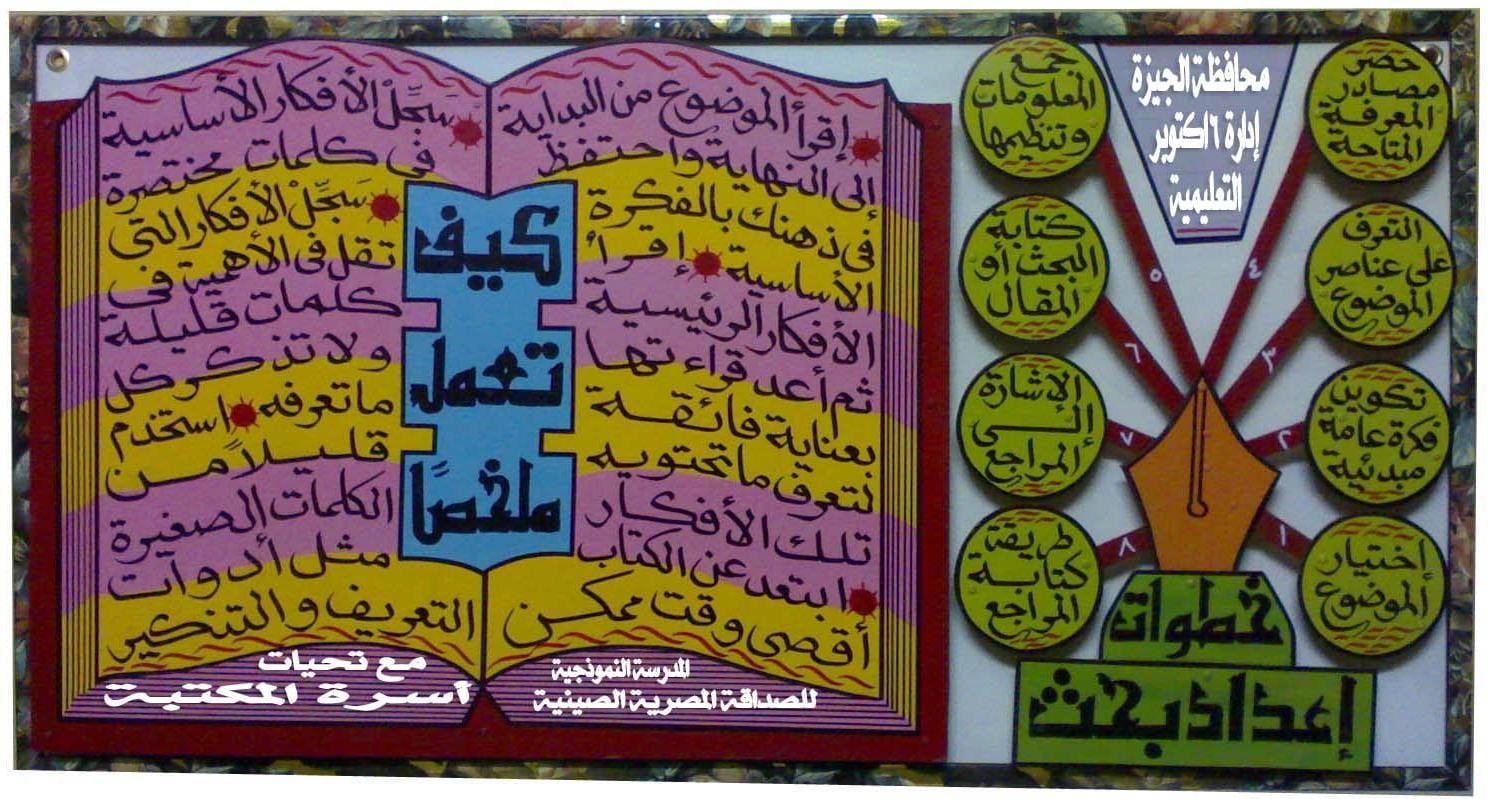 محافظة الجيزة
إدارة ٦ اكتوبر
التعليمية
حصر
مصادر
المعرفة
المتاحة
التعرف
على عناصر
الموضوع
تكوين
فكرة عامة
مبدئية
اختيار
الموضوع
جمع
المعلومات
وتنظيمها
كتابة
البحث أو
المقال
الإشارة
إلى
المراجع
طريقة
كتابة
المراجع
٥
٤
٦
٣
٧
٢
٨
١
خطوات
إعداد بحث
كيف
تعمل
ملخصًا
إقرأ الموضوع من البداية
إلى النهاية واحتفظ
فى ذهنك بالفكرة
الأساسية إقرأ
الأفكار الرئيسية
ثم أعد قراءتها
بعناية فائقة
لتعرف ما تحتويه
تلك الأفكار
ابتعد عن الكتاب
أقصى وقت ممكن
سَجِّلْ الأفكار الأساسية
فى كلمات مختصرة
سَجِّلْ الأفكار التى
تقل فى الأهمية فى
كلمات قليلة
ولا تذكر كل
ما تعرفه استخدم
قليلاً من
الكلمات الصغيرة
مثل أدوات
التعريف والتنكير
المدرسة النموذجية
للصداقة المصرية الصينية
مع تحيات
أسرة المكتبة